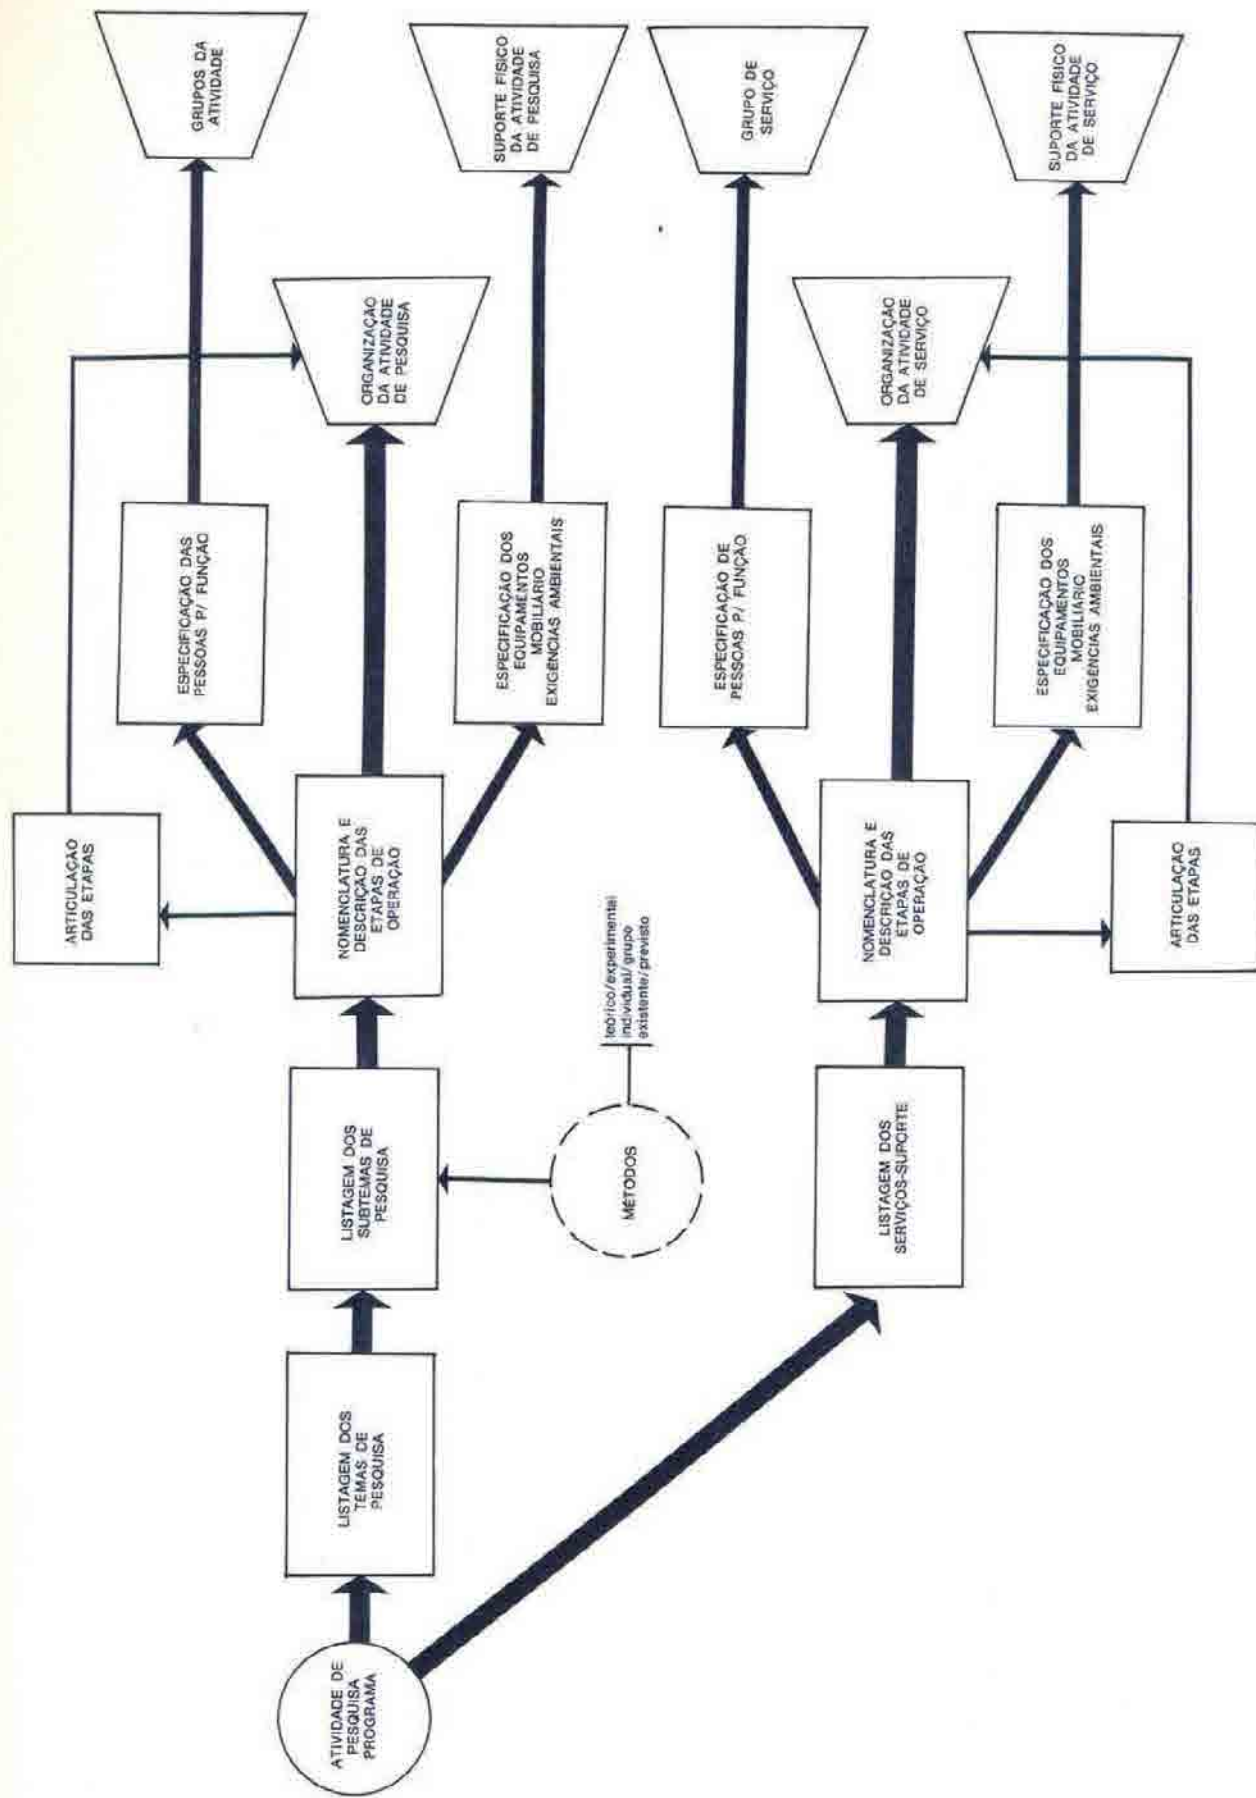 ATIVIDADE DE
PESQUISA
PROGRAMA
LISTAGEM DOS
TEMAS DE
PESQUISA
LISTAGEM DOS
SUBTEMAS DE
PESQUISA
MÉTODOS
teórico/experimental
individual/grupo
existente/previsto
NOMENCLATURA E
DESCRIÇÃO DAS
ETAPAS DE
OPERAÇÃO
ARTICULAÇÃO
DAS ETAPAS
ESPECIFICAÇÃO DAS
PESSOAS P/ FUNÇÃO
ESPECIFICAÇÃO DOS
EQUIPAMENTOS
MOBILIÁRIO
EXIGÊNCIAS AMBIENTAIS
ORGANIZAÇÃO
DA ATIVIDADE
DE PESQUISA
GRUPOS DA
ATIVIDADE
SUPORTE FÍSICO
DA ATIVIDADE
DE PESQUISA
LISTAGEM DOS
SERVIÇOS-SUPORTE
NOMENCLATURA E
DESCRIÇÃO DAS
ETAPAS DE
OPERAÇÃO
ARTICULAÇÃO
DAS ETAPAS
ESPECIFICAÇÃO DE
PESSOAS P/ FUNÇÃO
ESPECIFICAÇÃO DOS
EQUIPAMENTOS
MOBILIÁRIO
EXIGÊNCIAS AMBIENTAIS
ORGANIZAÇÃO
DA ATIVIDADE
DE SERVIÇO
GRUPO DE
SERVIÇO
SUPORTE FÍSICO
DA ATIVIDADE
DE SERVIÇO